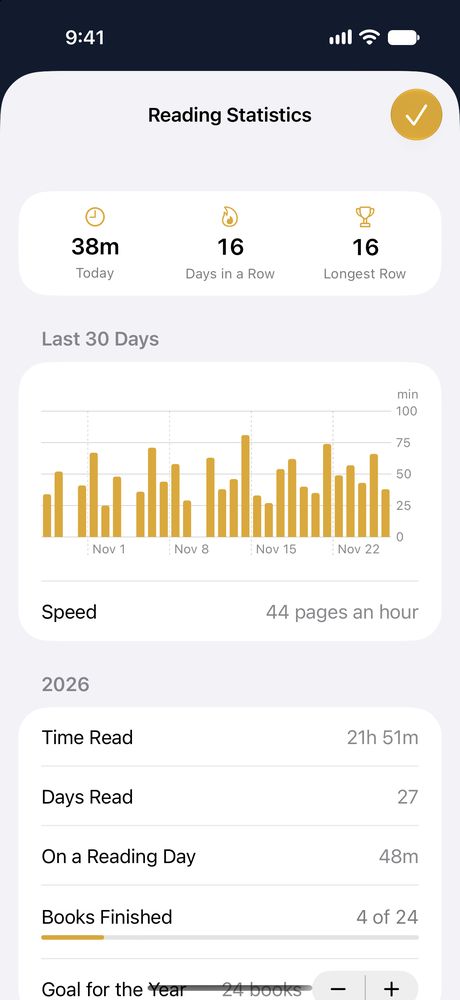 9:41
Reading Statistics
38m
Today
16
Days in a Row
16
Longest Row
Last 30 Days
min
100
75
50
25
0
Nov 1
Nov 8
Nov 15
Nov 22
Speed
44 pages an hour
2026
Time Read
21h 51m
Days Read
27
On a Reading Day
48m
Books Finished
4 of 24
Goal for the Year
24 books